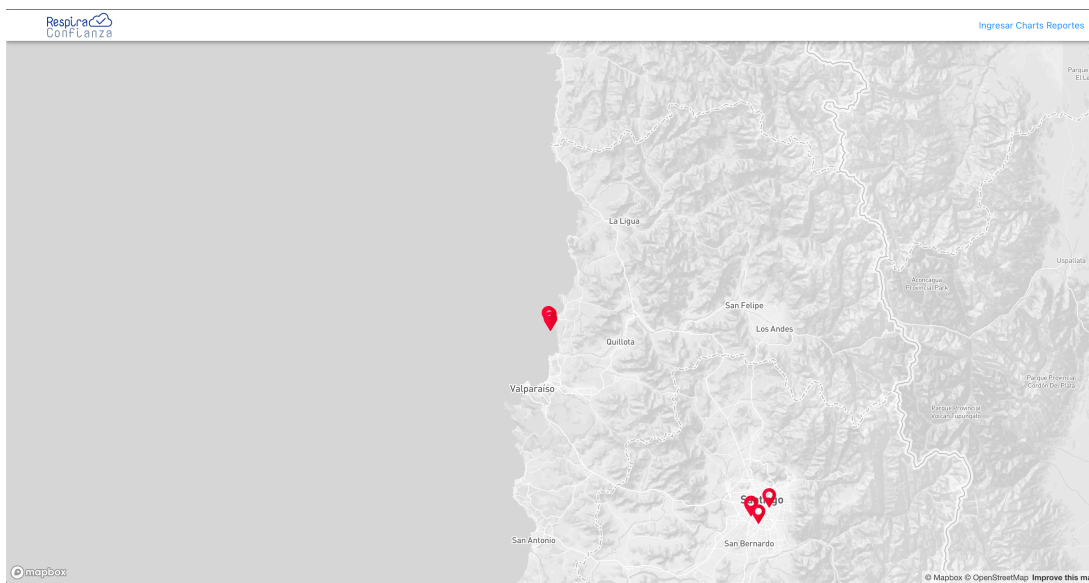 Respira
Confianza
Ingresar Charts Reportes
Parque
La Ligua
Uspallata
Aconcagua
Provincial Park
San Felipe
Los Andes
Quillota
Parque Provincial
Cordón Del Plata
Valparaíso
Parque Provincial
Volcán Tupungato
Santiago
San Antonio
San Bernardo
mapbox
© Mapbox © OpenStreetMap Improve this m